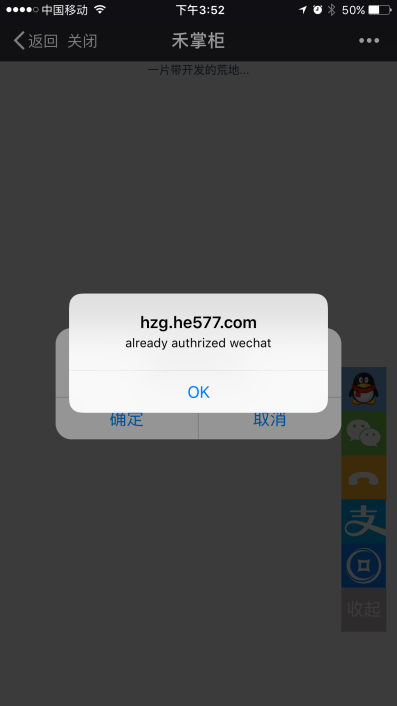 中国移动 下午3:52 50%
返回 关闭 禾掌柜
一片带开发的荒地...
hzg.he577.com
already authrized wechat
OK
确定 取消
支
收起